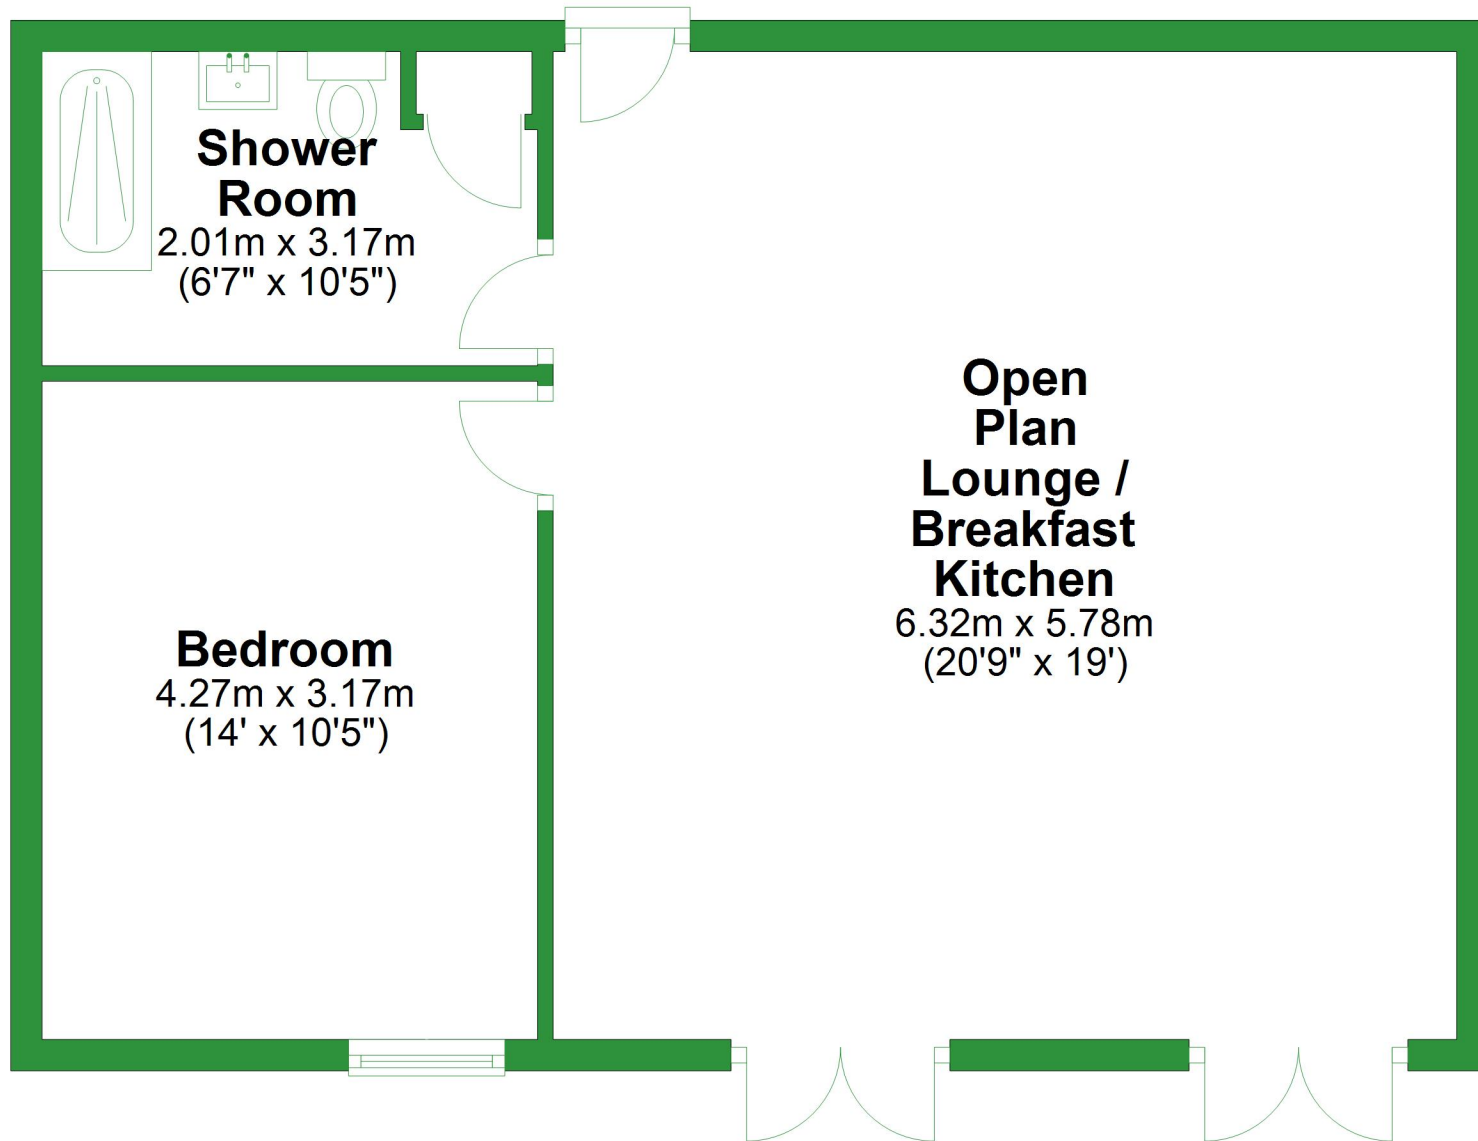 Shower
Room
2.01m x 3.17m
(6'7" x 10'5")
Open
Plan
Lounge /
Breakfast
Kitchen
6.32m x 5.78m
(20'9" x 19')
Bedroom
4.27m x 3.17m
(14' x 10'5")